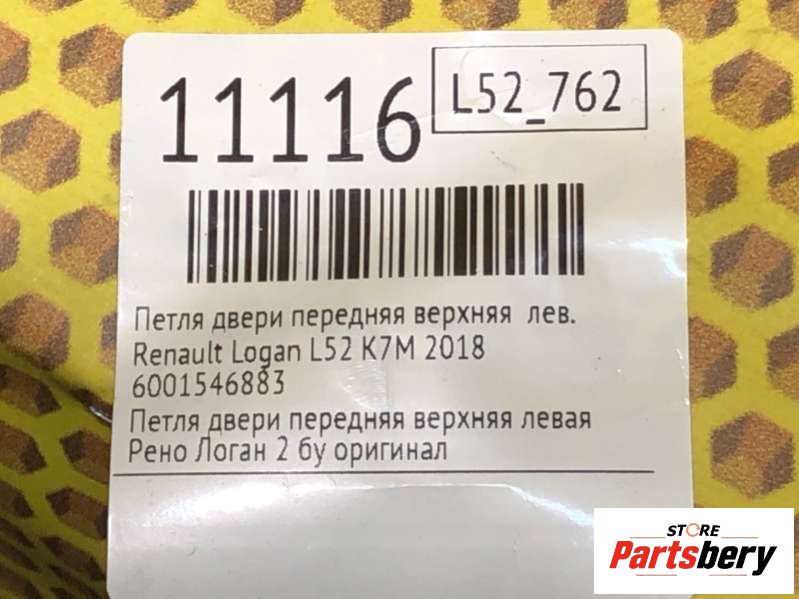 11116
L52_762
Петля двери передняя верхняя лев.
Renault Logan L52 K7M 2018
6001546883
Петля двери передняя верхняя левая
Рено Логан 2 бу оригинал
STORE
Partsbery